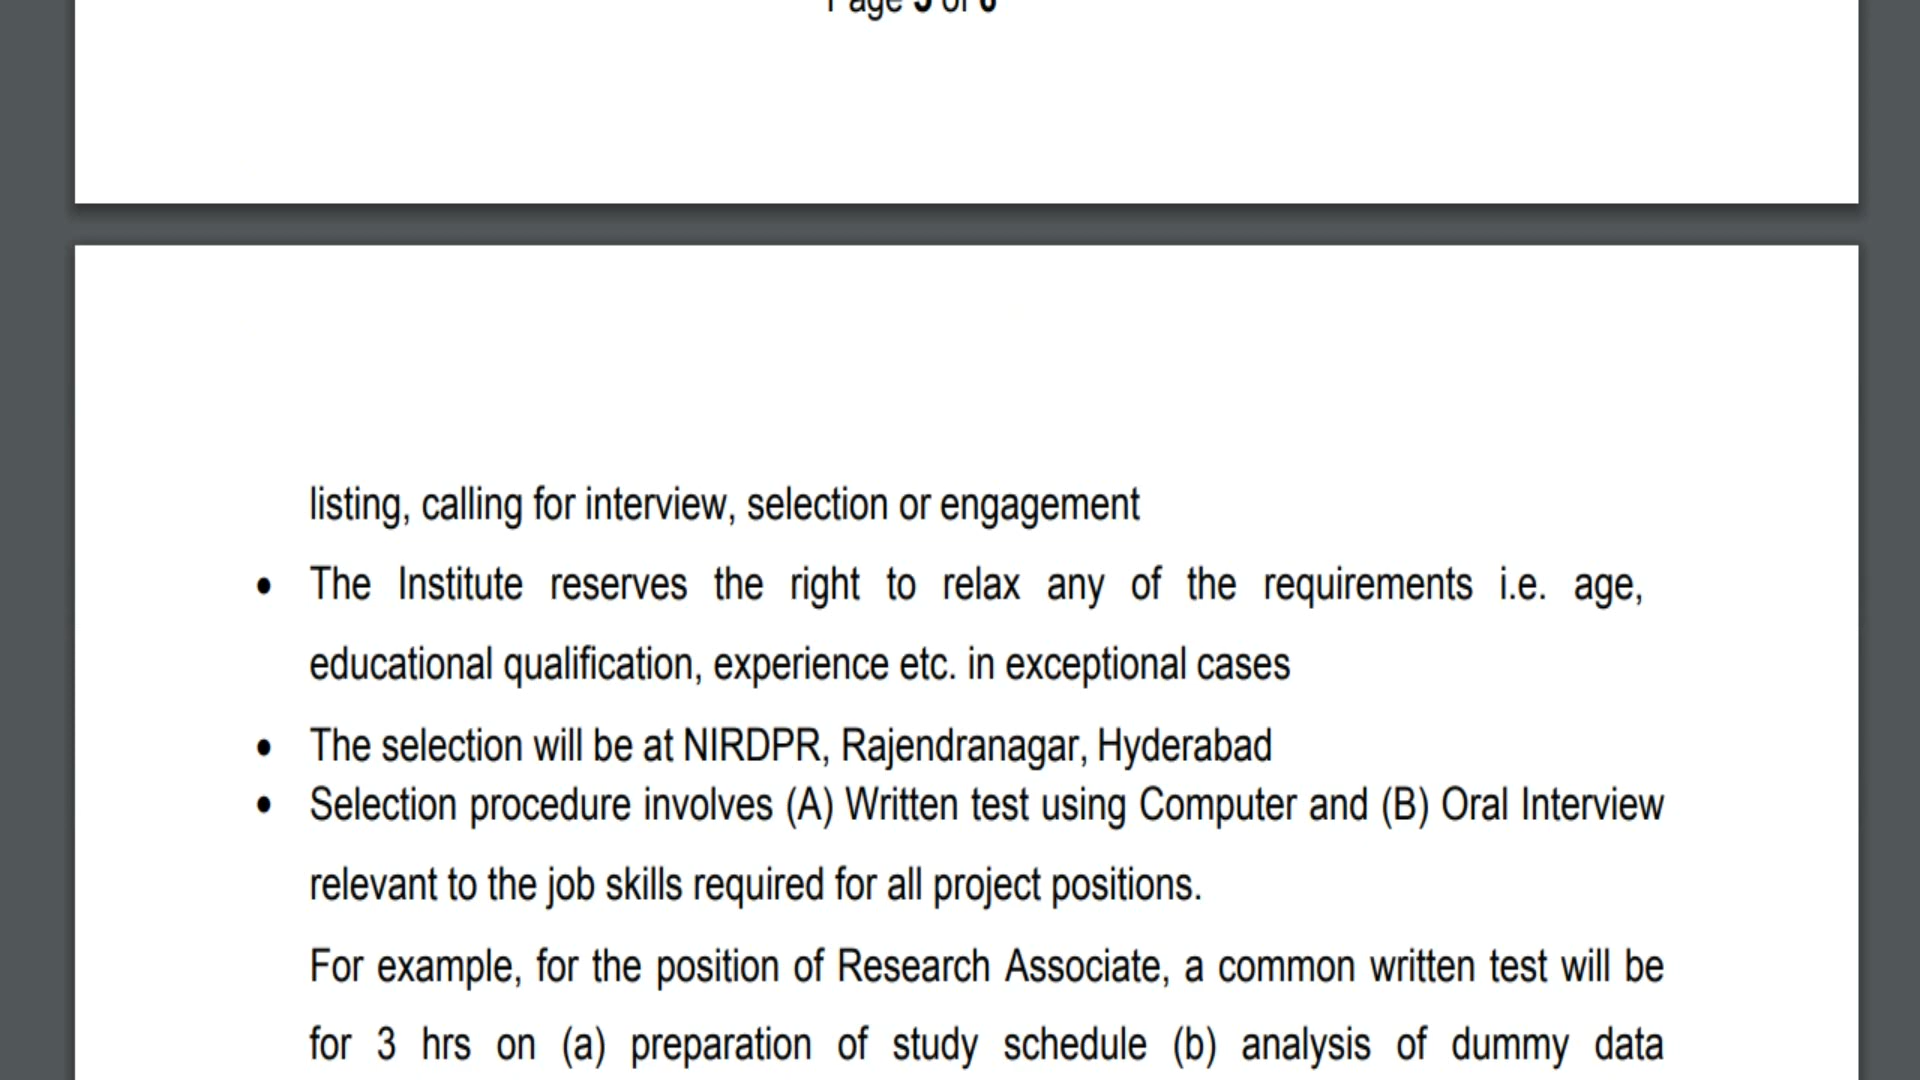 Page 5 of 6
listing, calling for interview, selection or engagement
• The Institute reserves the right to relax any of the requirements i.e. age,
educational qualification, experience etc. in exceptional cases
• The selection will be at NIRDPR, Rajendranagar, Hyderabad
• Selection procedure involves (A) Written test using Computer and (B) Oral Interview
relevant to the job skills required for all project positions.
For example, for the position of Research Associate, a common written test will be
for 3 hrs on (a) preparation of study schedule (b) analysis of dummy data